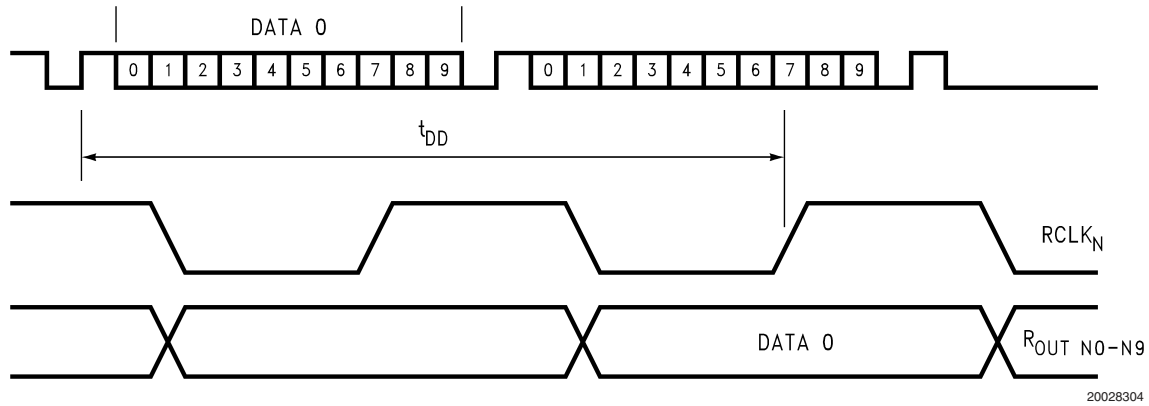 DATA 0
0 1 2 3 4 5 6 7 8 9 0 1 2 3 4 5 6 7 8 9
tDD
RCLKN
DATA 0
ROUT N0-N9
20028304